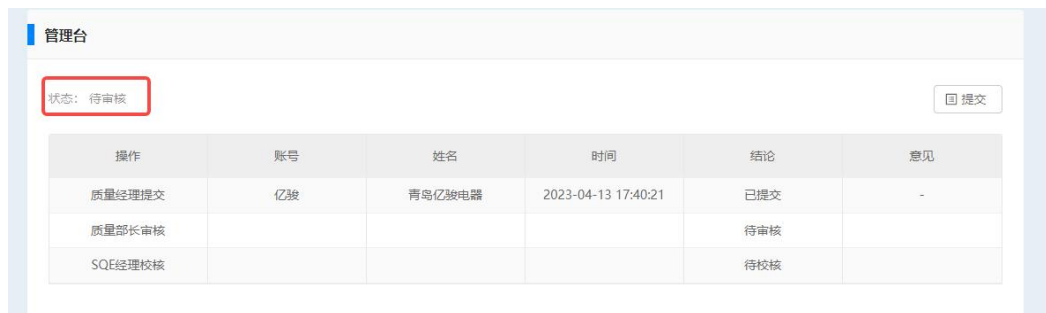 管理台
状态： 待审核
提交
操作 账号 姓名 时间 结论 意见
质量经理提交 亿骏 青岛亿骏电器 2023-04-13 17:40:21 已提交 -
质量部长审核 待审核
SQE经理校核 待校核